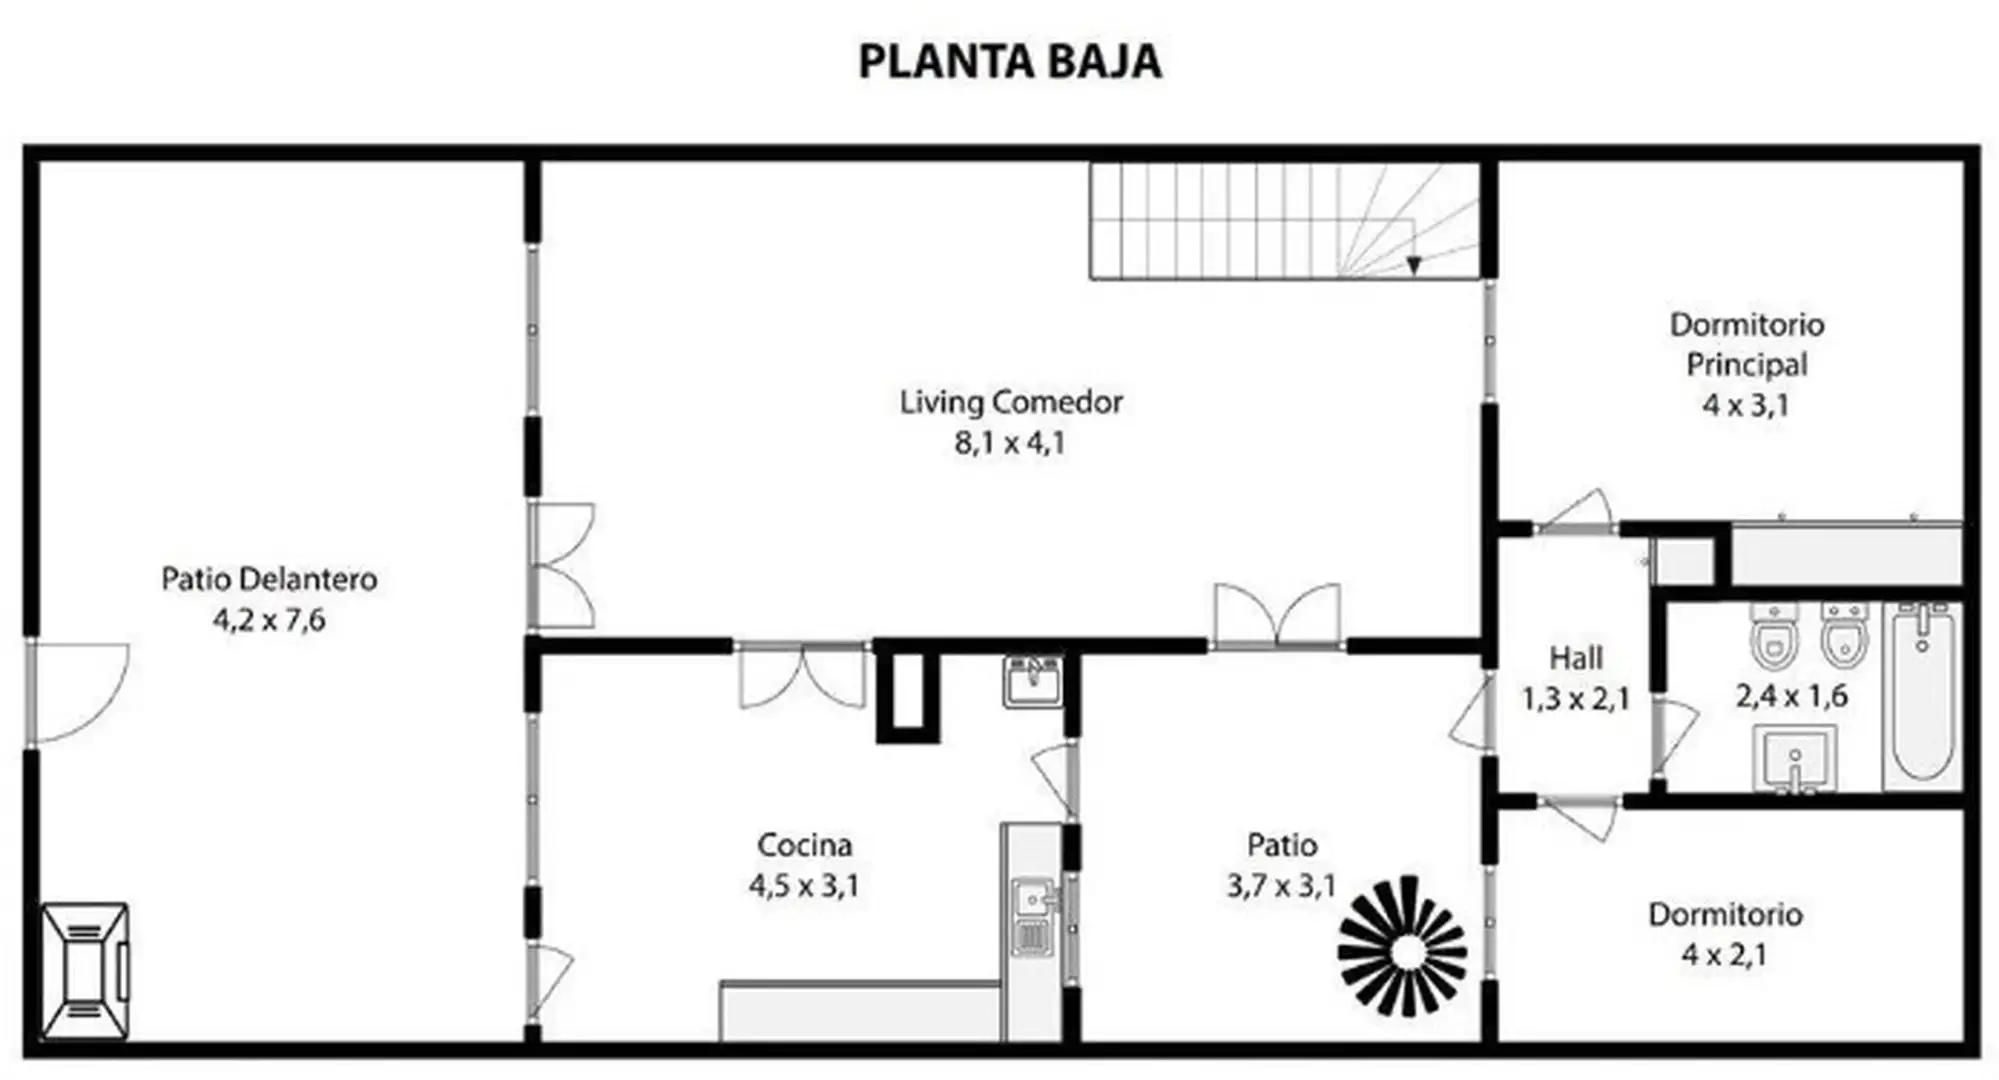 PLANTA BAJA
Patio Delantero
4,2 x 7,6
Living Comedor
8,1 x 4,1
Dormitorio
Principal
4 x 3,1
Hall
1,3 x 2,1
2,4 x 1,6
Cocina
4,5 x 3,1
Patio
3,7 x 3,1
Dormitorio
4 x 2,1